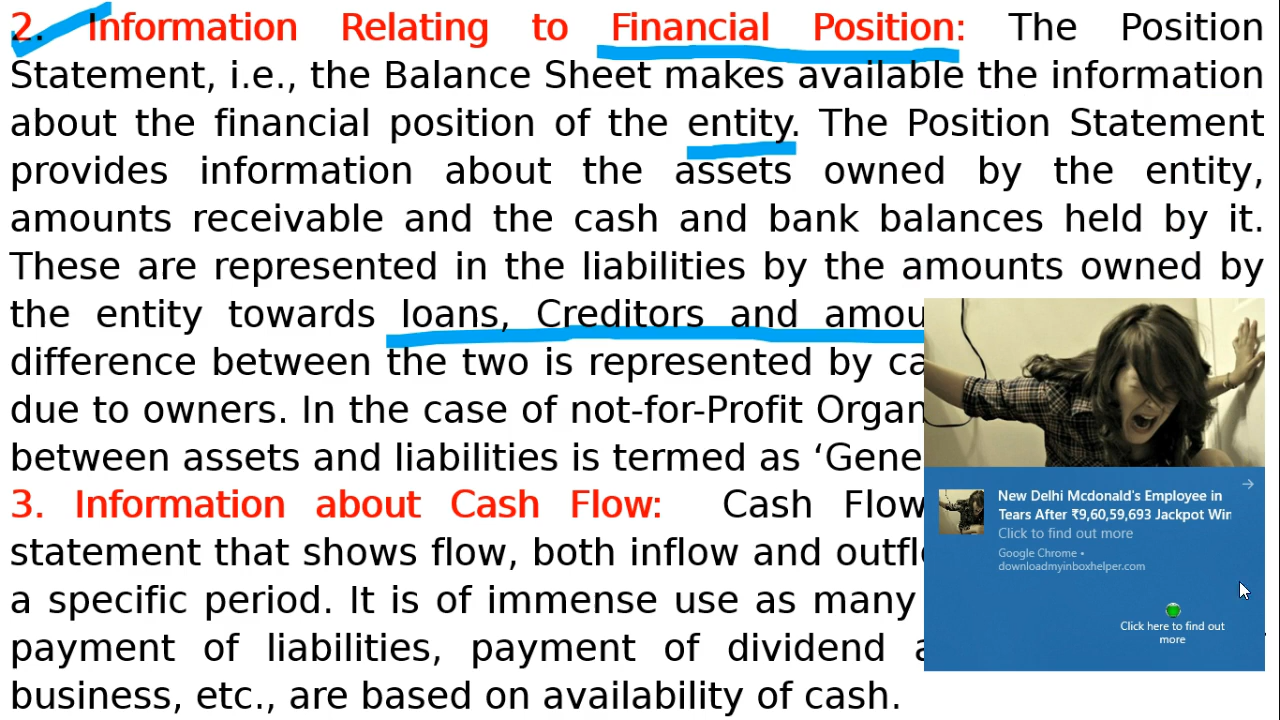 2. Information Relating to Financial Position: The Position
Statement, i.e., the Balance Sheet makes available the information
about the financial position of the entity. The Position Statement
provides information about the assets owned by the entity,
amounts receivable and the cash and bank balances held by it.
These are represented in the liabilities by the amounts owned by
the entity towards loans, Creditors and
difference between the two is represented by
due to owners. In the case of not-for-Profit
between assets and liabilities is termed as
3. Information about Cash Flow: Cash Flow
statement that shows flow, both inflow and
a specific period. It is of immense use as many
payment of liabilities, payment of dividend
business, etc., are based on availability of cash.
New Delhi Mcdonald's Employee in
Tears After ₹9,60,59,693 Jackpot Win
Click to find out more
Google Chrome •
downloadmyinboxhelper.com
Click here to find out
more